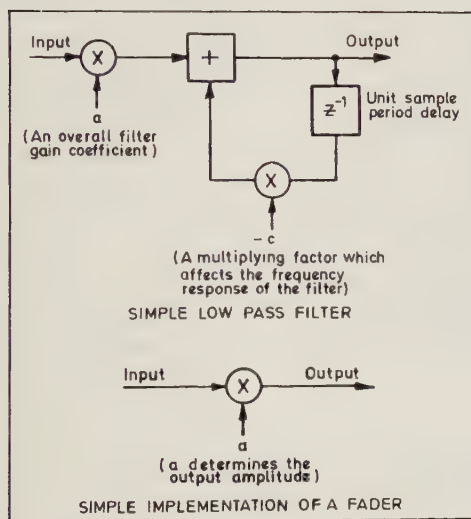 Input
Output
×
+
a
(An overall filter
gain coefficient)
z⁻¹
Unit sample
period delay
×
-c
(A multiplying factor which
affects the frequency
response of the filter)
SIMPLE LOW PASS FILTER
Input
Output
×
a
(a determines the
output amplitude)
SIMPLE IMPLEMENTATION OF A FADER